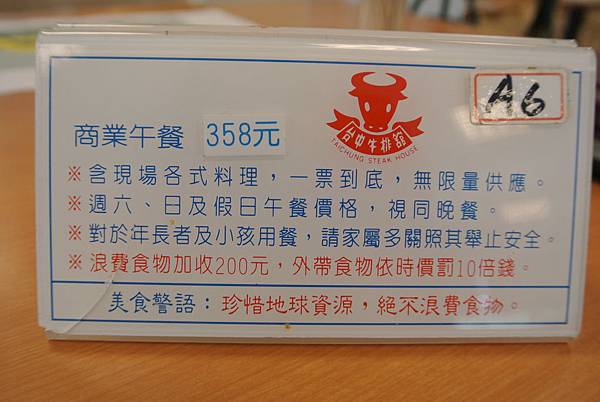 A6
台中牛排館
TAICHUNG STEAK HOUSE
商業午餐 358元
※含現場各式料理，一票到底，無限量供應。
※週六、日及假日午餐價格，視同晚餐。
※對於年長者及小孩用餐，請家屬多關照其舉止安全。
※浪費食物加收200元，外帶食物依時價罰10倍錢。
美食警語：珍惜地球資源，絕不浪費食物。